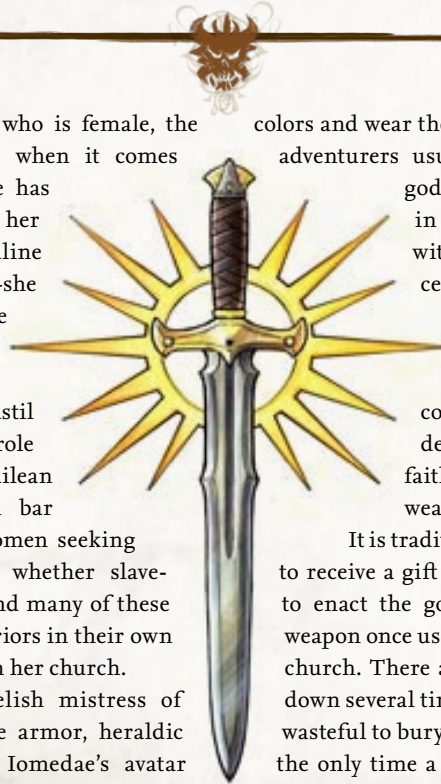 who is female, the
when it comes
e has
her
line
-she
e
stil
role
ilean
bar
omen seeking
whether slave-
nd many of these
riors in their own
her church.
elish mistress of
e armor, heraldic
Iomedae's avatar
colors and wear the
adventurers usu
god
in
wit
ce
co
de
faith
wea
It is traditi
to receive a gift
to enact the go
weapon once us
church. There a
down several tim
wasteful to bury
the only time a